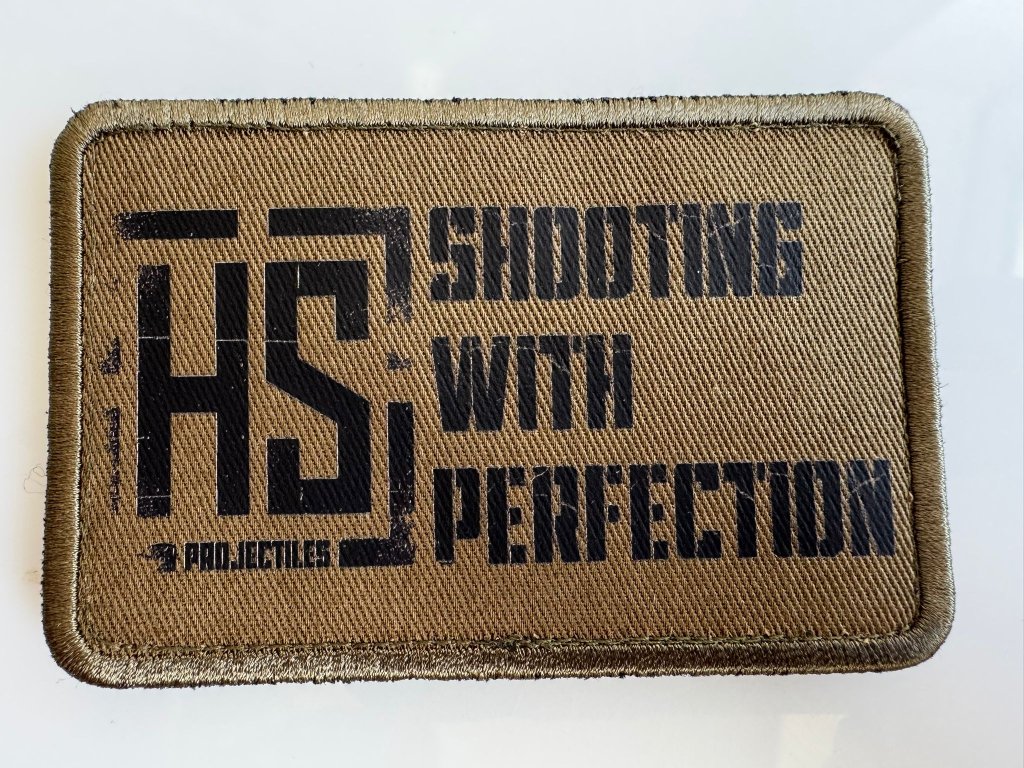 HS
PROJECTILES
SHOOTING
WITH
PERFECTION